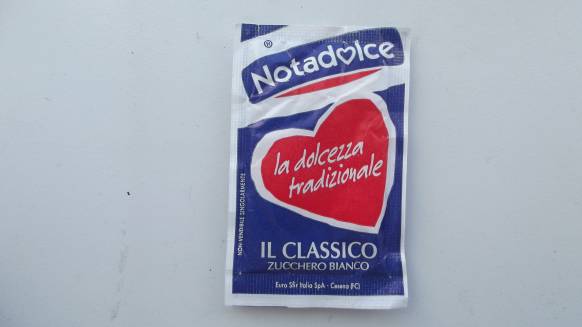 ®
Notadolce
la dolcezza
tradizionale
NON VENDIBILE SINGOLARMENTE
IL CLASSICO
ZUCCHERO BIANCO
Euro Sfir Italia SpA - Cesena (FC)